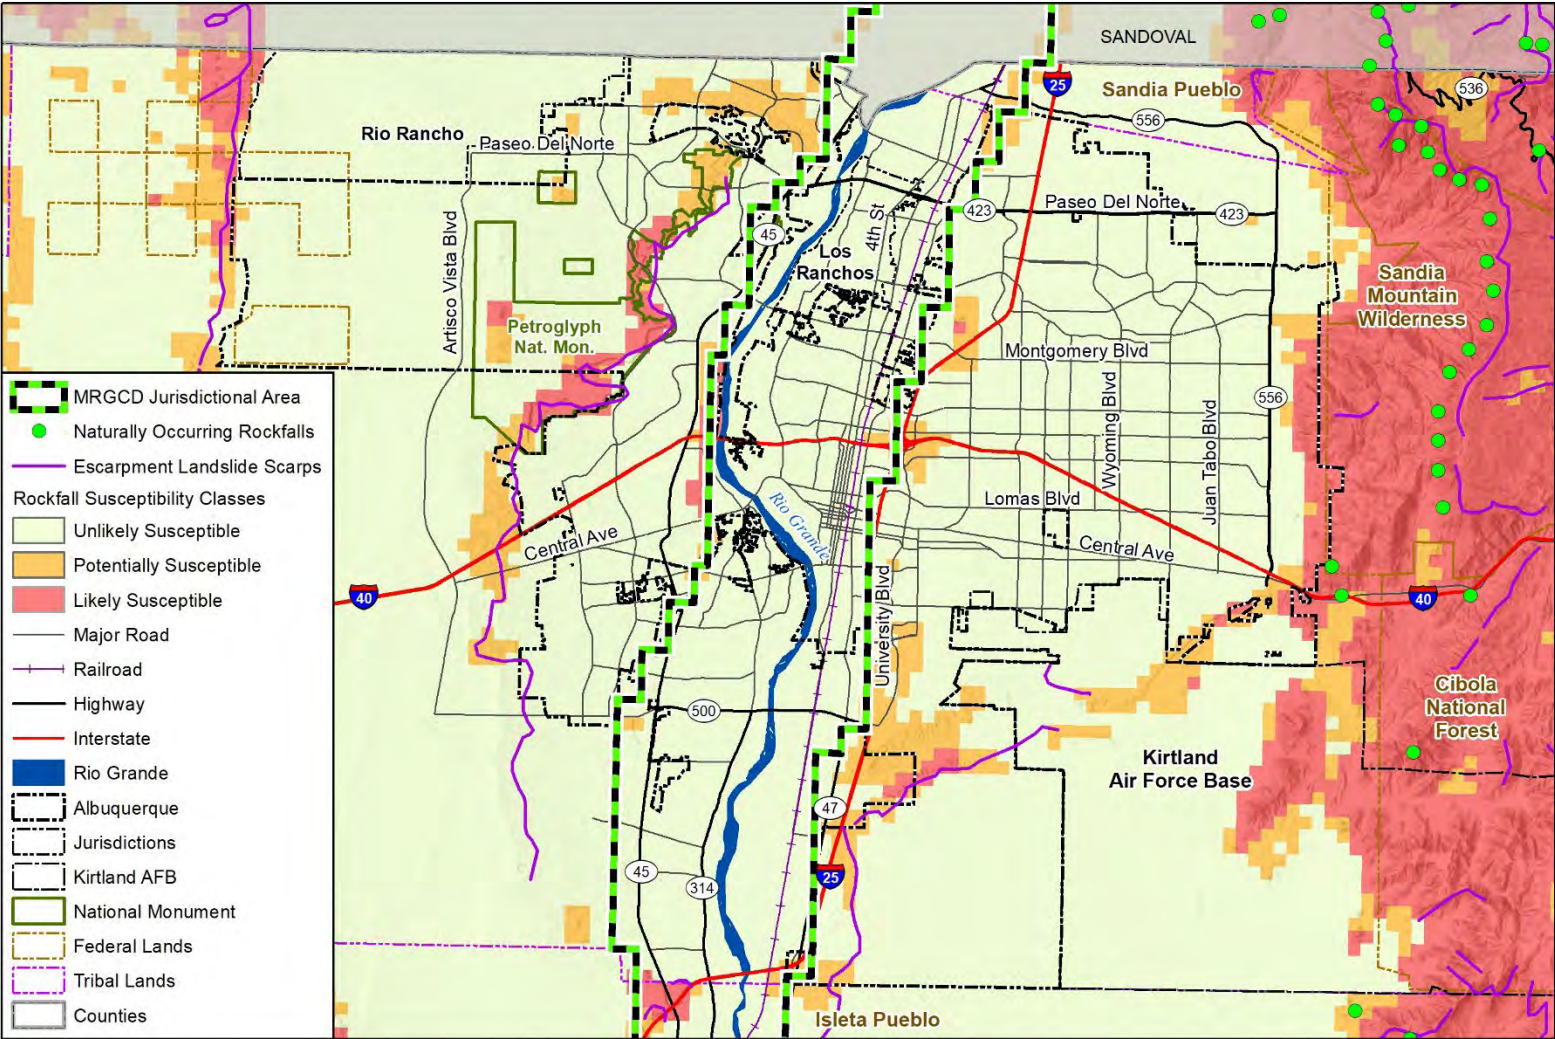 SANDOVAL
25
Sandia Pueblo
536
556
Rio Rancho
Paseo Del Norte
Paseo Del Norte
423
423
45
4th St
Los
Ranchos
Artisco Vista Blvd
Sandia
Mountain
Wilderness
Petroglyph
Nat. Mon.
Montgomery Blvd
Wyoming Blvd
Juan Tabo Blvd
556
Lomas Blvd
Rio Grande
Central Ave
Central Ave
40
40
University Blvd
500
Cibola
National
Forest
Kirtland
Air Force Base
47
45
314
25
Isleta Pueblo
MRGCD Jurisdictional Area
Naturally Occurring Rockfalls
Escarpment Landslide Scarps
Rockfall Susceptibility Classes
Unlikely Susceptible
Potentially Susceptible
Likely Susceptible
Major Road
Railroad
Highway
Interstate
Rio Grande
Albuquerque
Jurisdictions
Kirtland AFB
National Monument
Federal Lands
Tribal Lands
Counties